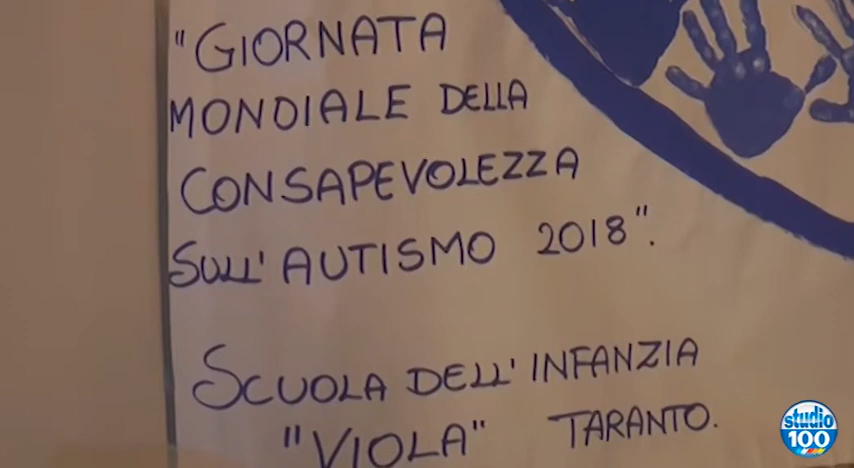 "GIORNATA
MONDIALE DELLA
CONSAPEVOLEZZA
SULL'AUTISMO 2018".
SCUOLA DELL'INFANZIA
"VIOLA" TARANTO.
studio
100